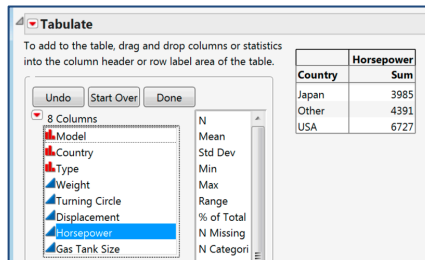 Tabulate
To add to the table, drag and drop columns or statistics
into the column header or row label area of the table.
Undo Start Over Done
8 Columns
Model
Country
Type
Weight
Turning Circle
Displacement
Horsepower
Gas Tank Size
N
Mean
Std Dev
Min
Max
Range
% of Total
N Missing
N Categori
Horsepower
Country Sum
Japan 3985
Other 4391
USA 6727